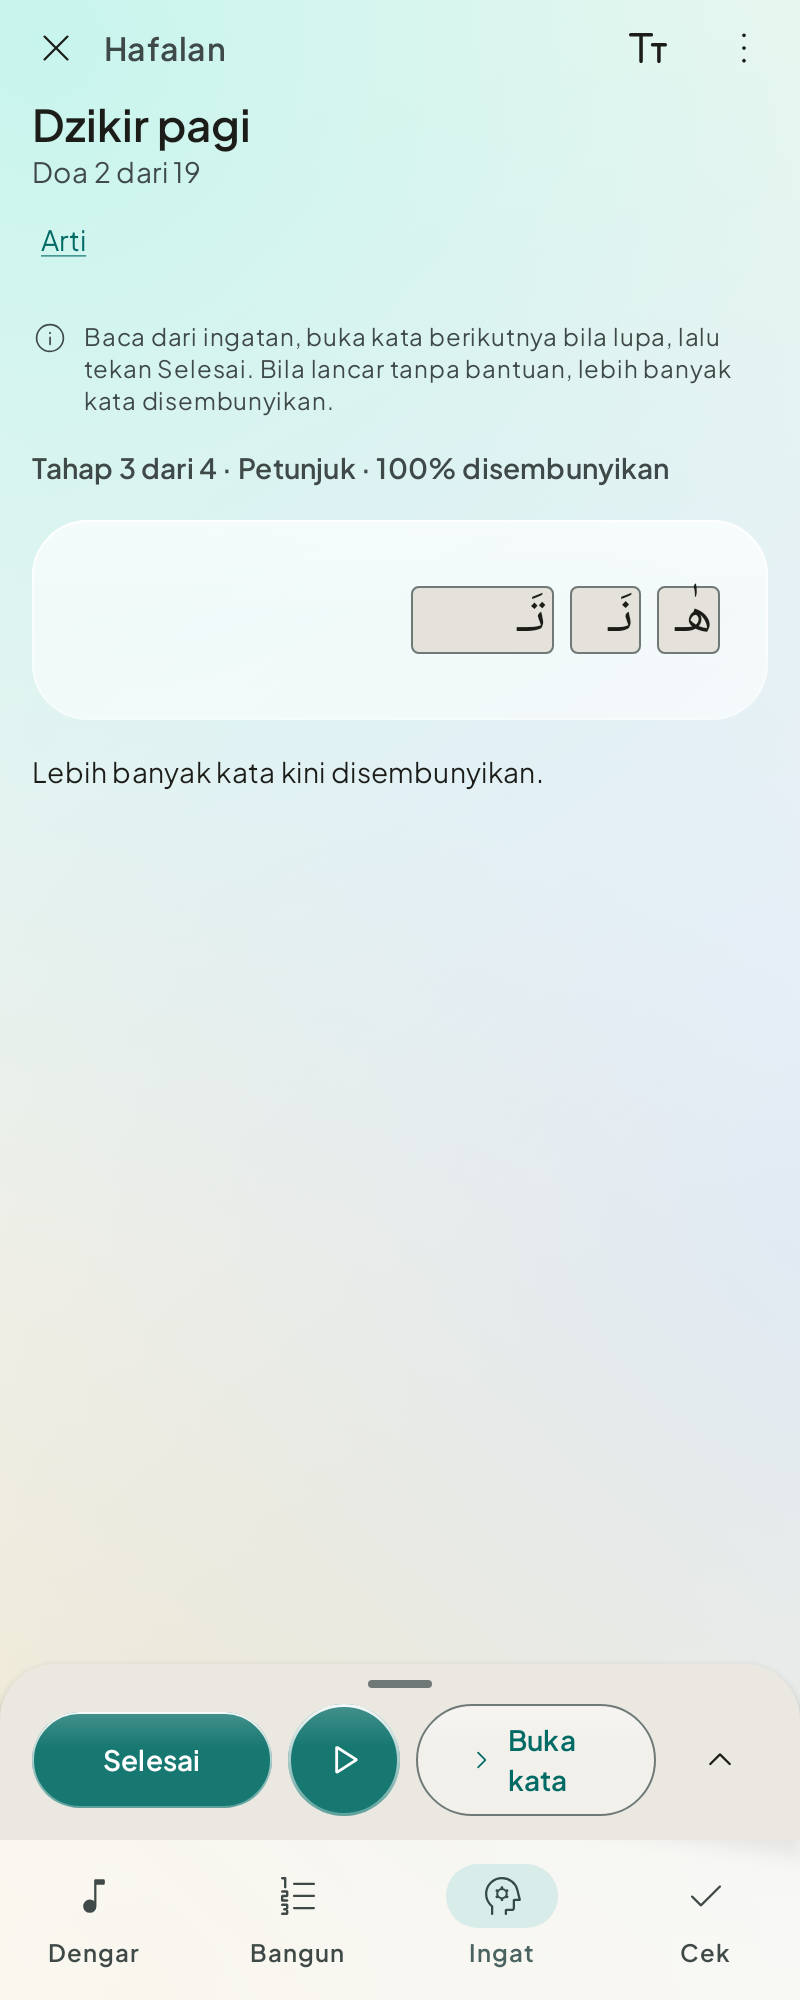 Hafalan
Dzikir pagi
Doa 2 dari 19
Arti
Baca dari ingatan, buka kata berikutnya bila lupa, lalu
tekan Selesai. Bila lancar tanpa bantuan, lebih banyak
kata disembunyikan.
Tahap 3 dari 4 · Petunjuk · 100% disembunyikan
هٰـ نَـ تَـ
Lebih banyak kata kini disembunyikan.
Selesai
Buka
kata
Dengar
Bangun
Ingat
Cek